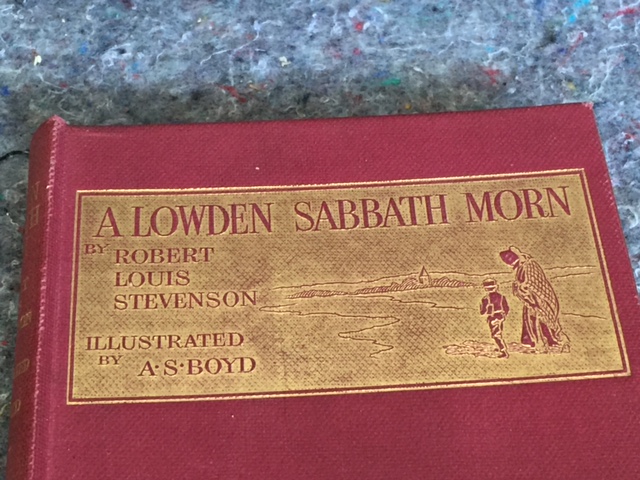 A LOWDEN SABBATH MORN
BY ROBERT
LOUIS
STEVENSON
ILLUSTRATED
BY A·S·BOYD